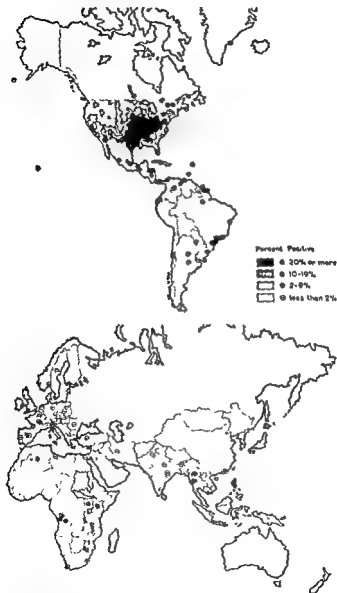 Percent Positive
20% or more
10-19%
2-9%
less than 2%